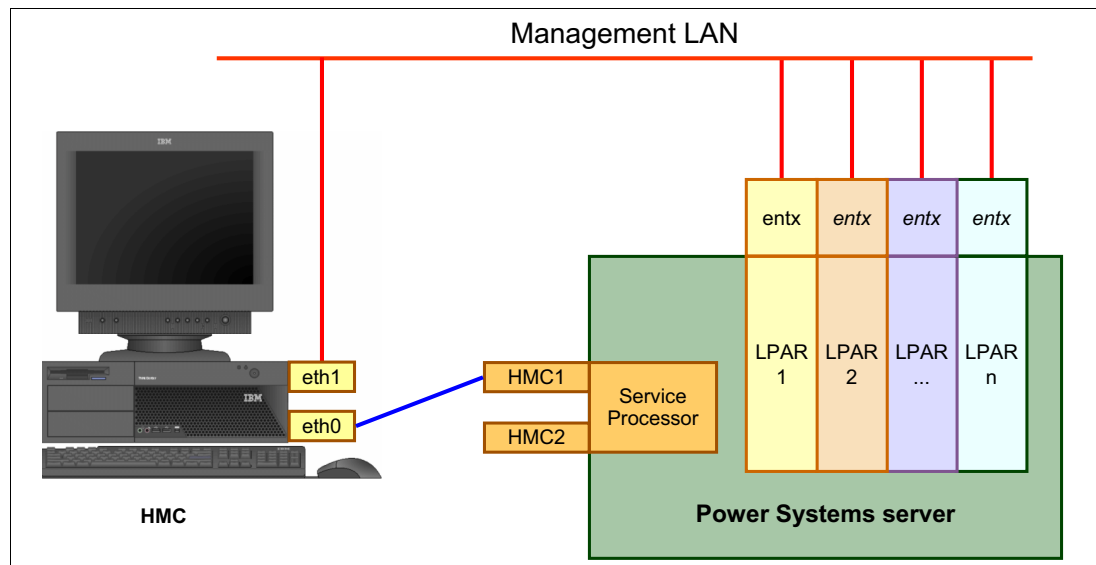 Management LAN
IBM
entx
entx
entx
entx
eth1
eth0
IBM
HMC1
HMC2
Service
Processor
LPAR
1
LPAR
2
LPAR
...
LPAR
n
HMC
Power Systems server